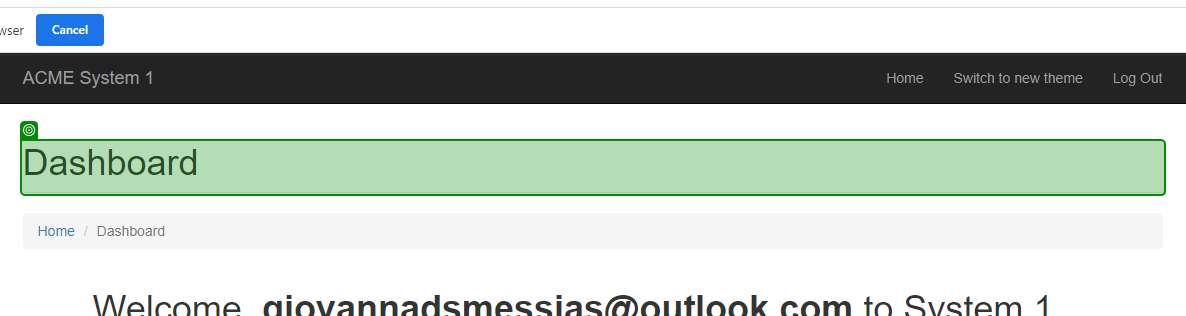 Cancel
ACME System 1 Home Switch to new theme Log Out
Dashboard
Home / Dashboard
Welcome, giovannadsmessias@outlook.com to System 1